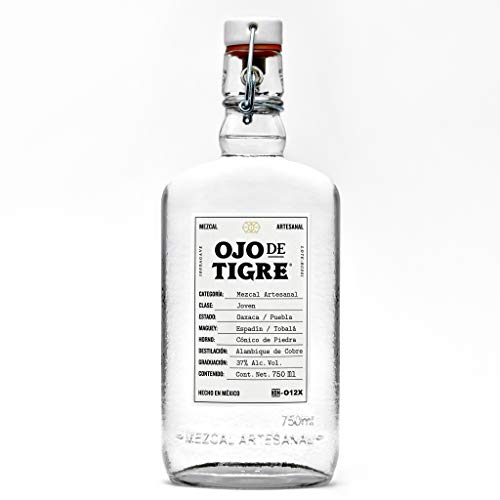 MEZCAL ARTESANAL
OJO DE
TIGRE
CATEGORÍA: Mezcal Artesanal
CLASE: Joven
ESTADO: Oaxaca / Puebla
MAGUEY: Espadín / Tobalá
HORNO: Cónico de Piedra
DESTILACIÓN: Alambique de Cobre
GRADUACIÓN: 37% Alc. Vol.
CONTENIDO: Cont. Net. 750 Ml
HECHO EN MÉXICO NOM-O12X
750ml
MEZCAL ARTESANAL